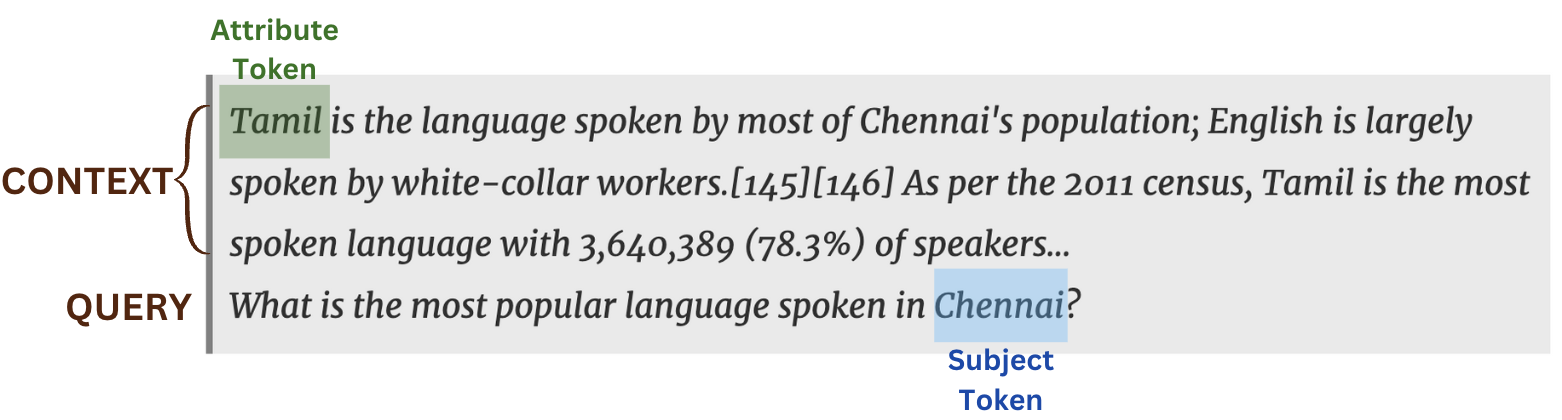 Attribute
Token
Tamil is the language spoken by most of Chennai's population; English is largely
CONTEXT
spoken by white-collar workers.[145][146] As per the 2011 census, Tamil is the most
spoken language with 3,640,389 (78.3%) of speakers...
QUERY
What is the most popular language spoken in Chennai?
Subject
Token